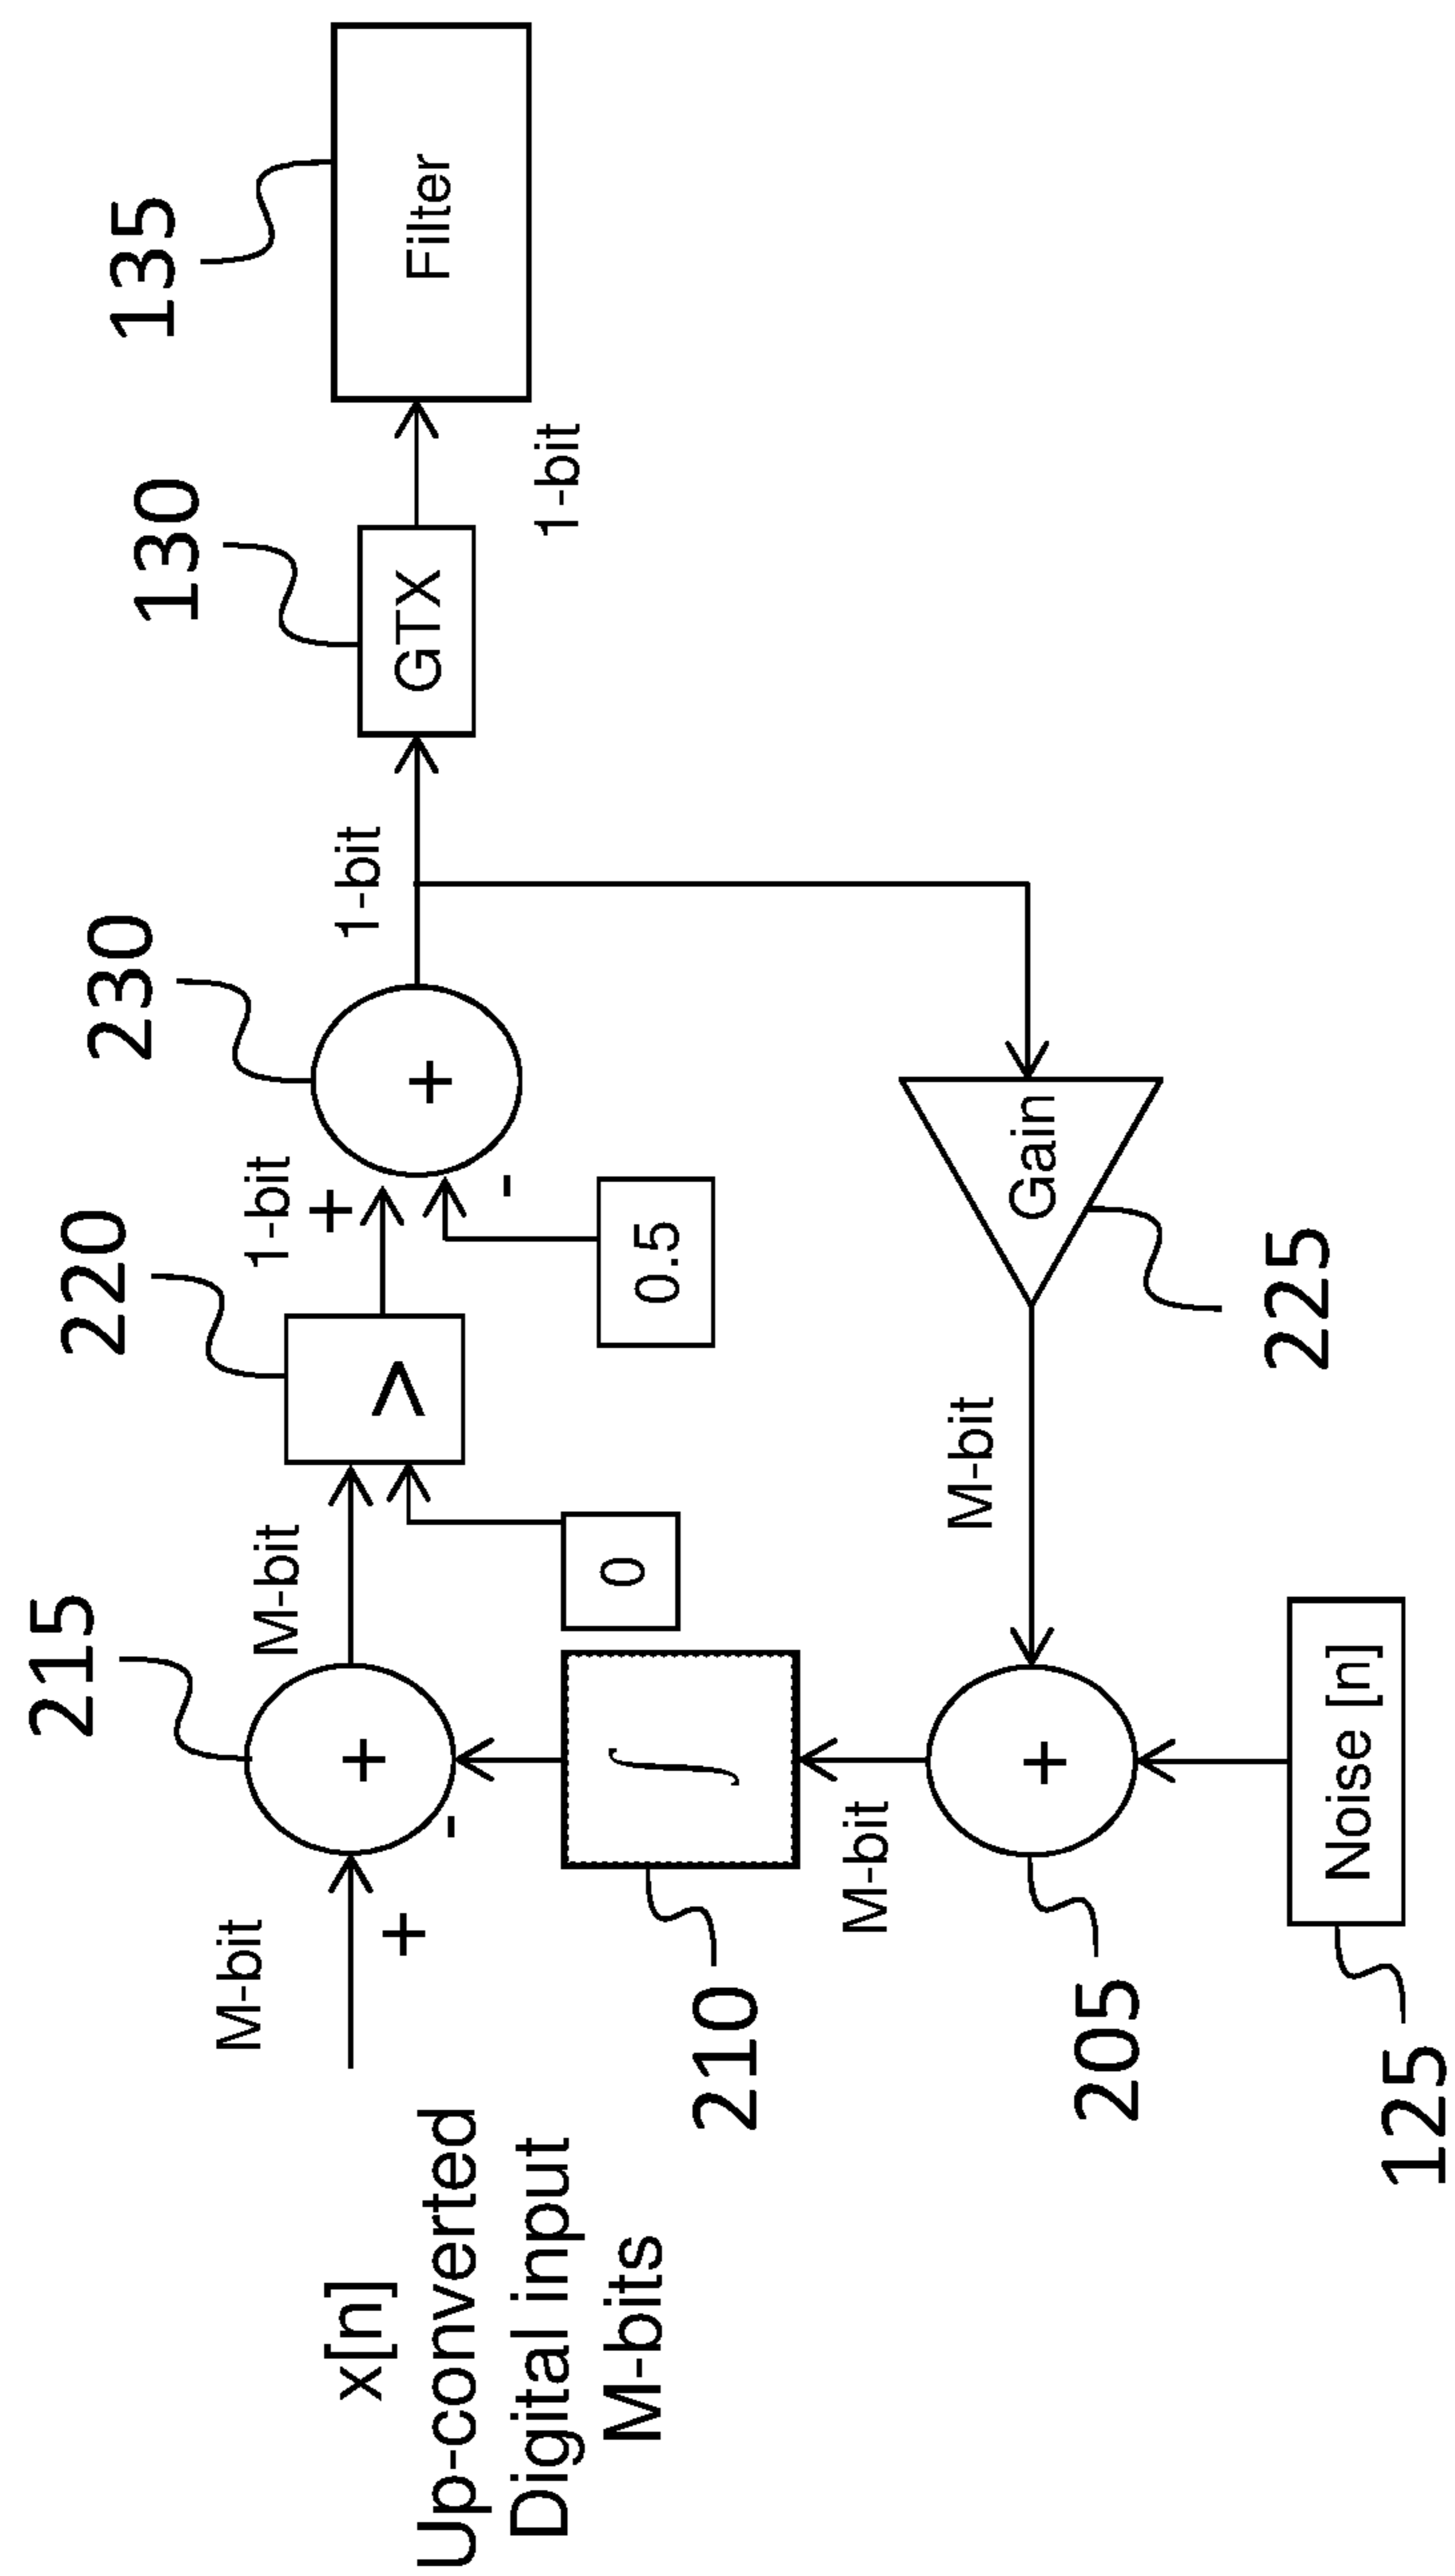 x[n]
Up-converted
Digital input
M-bits
M-bit
+
-
+
215
M-bit
0
>
220
1-bit
+
-
0.5
+
230
1-bit
GTX
130
1-bit
Filter
135
∫
210
M-bit
+
205
Noise [n]
125
M-bit
Gain
225